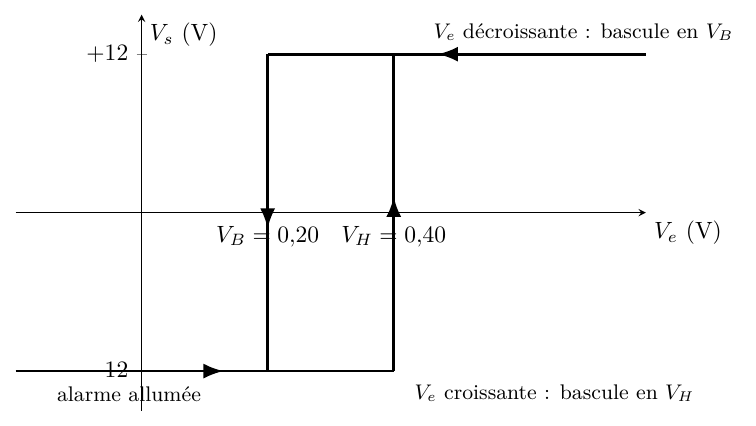 V_s (V)
V_e décroissante : bascule en V_B
+12
V_B = 0,20
V_H = 0,40
V_e (V)
12
alarme allumée
V_e croissante : bascule en V_H